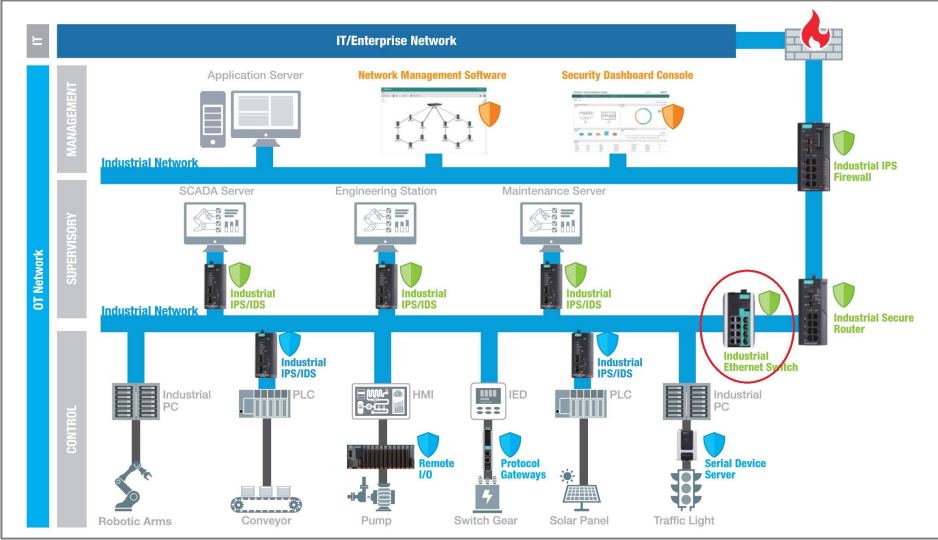 IT
IT/Enterprise Network
OT Network
MANAGEMENT
Application Server
Network Management Software
Security Dashboard Console
Industrial Network
Industrial IPS
Firewall
SUPERVISORY
SCADA Server
Engineering Station
Maintenance Server
Industrial
IPS/IDS
Industrial
IPS/IDS
Industrial
IPS/IDS
Industrial Network
Industrial Secure
Router
Industrial
Ethernet Switch
CONTROL
Industrial
IPS/IDS
Industrial
IPS/IDS
Industrial
PC
PLC
HMI
IED
PLC
Industrial
PC
Remote
I/O
Protocol
Gateways
Serial Device
Server
Robotic Arms
Conveyor
Pump
Switch Gear
Solar Panel
Traffic Light